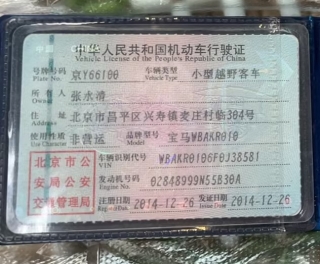 中华人民共和国机动车行驶证
Vehicle License of the People's Republic of China
号牌号码 京Y66100 车辆类型 小型越野客车
Plate No. Vehicle Type
所有人 张水清
Owner
住址 北京市昌平区兴寿镇麦庄村临304号
Address
使用性质 非营运 品牌型号 宝马WBAKR010
Use Character Model
北京市公 车辆识别代号 WBAKR0106F0J38581
VIN
安局公安 发动机号码 02848999N55B30A
Engine No.
交通管理局 注册日期 2014-12-26 发证日期 2014-12-26
Register Date Issue Date